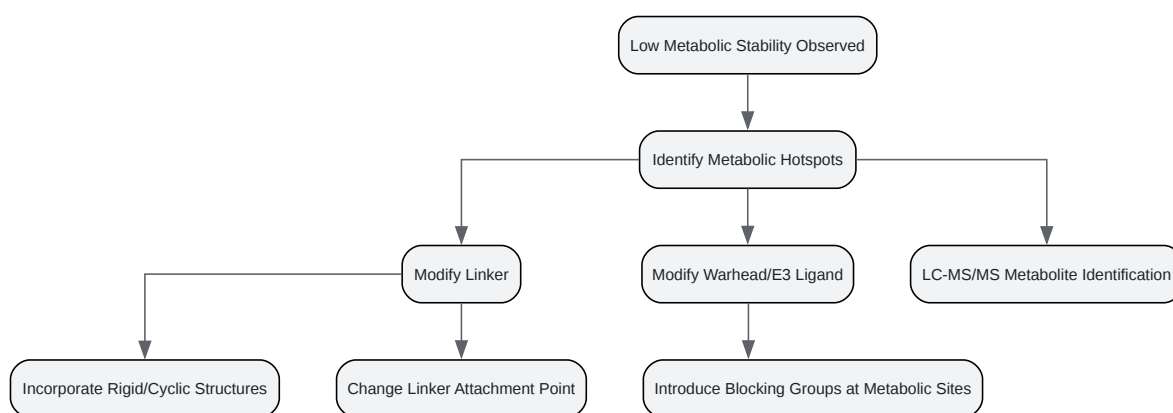 Low Metabolic Stability Observed
Identify Metabolic Hotspots
Modify Linker
Modify Warhead/E3 Ligand
LC-MS/MS Metabolite Identification
Incorporate Rigid/Cyclic Structures
Change Linker Attachment Point
Introduce Blocking Groups at Metabolic Sites